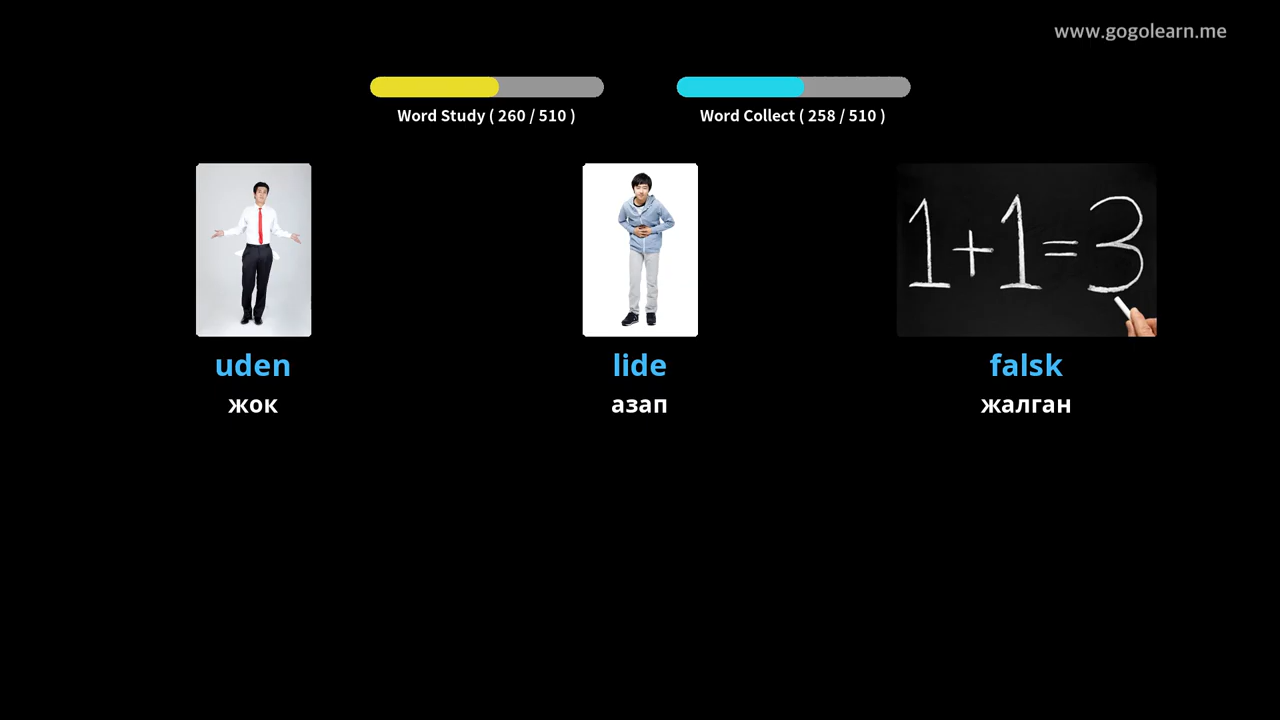 www.gogolearn.me
Word Study ( 260 / 510 )
Word Collect ( 258 / 510 )
1+1=3
uden
lide
falsk
жок
азап
жалган